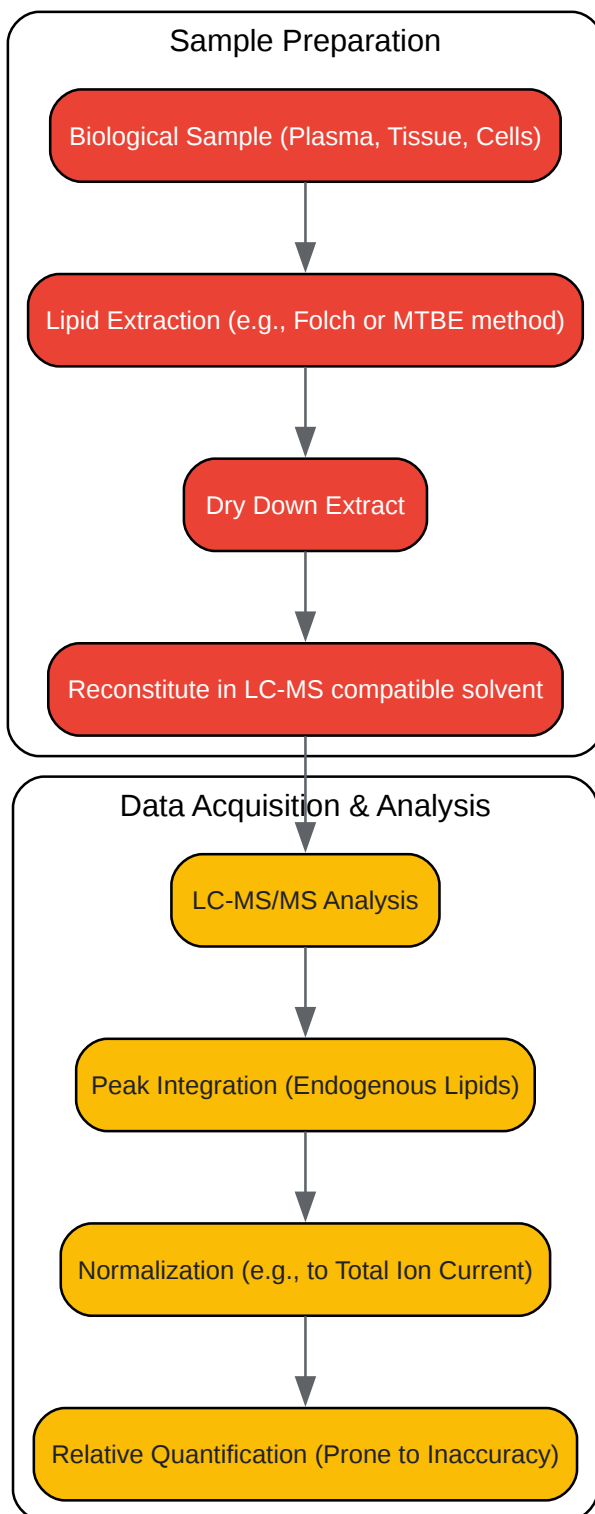 Sample Preparation
Biological Sample (Plasma, Tissue, Cells)
Lipid Extraction (e.g., Folch or MTBE method)
Dry Down Extract
Reconstitute in LC-MS compatible solvent
Data Acquisition & Analysis
LC-MS/MS Analysis
Peak Integration (Endogenous Lipids)
Normalization (e.g., to Total Ion Current)
Relative Quantification (Prone to Inaccuracy)